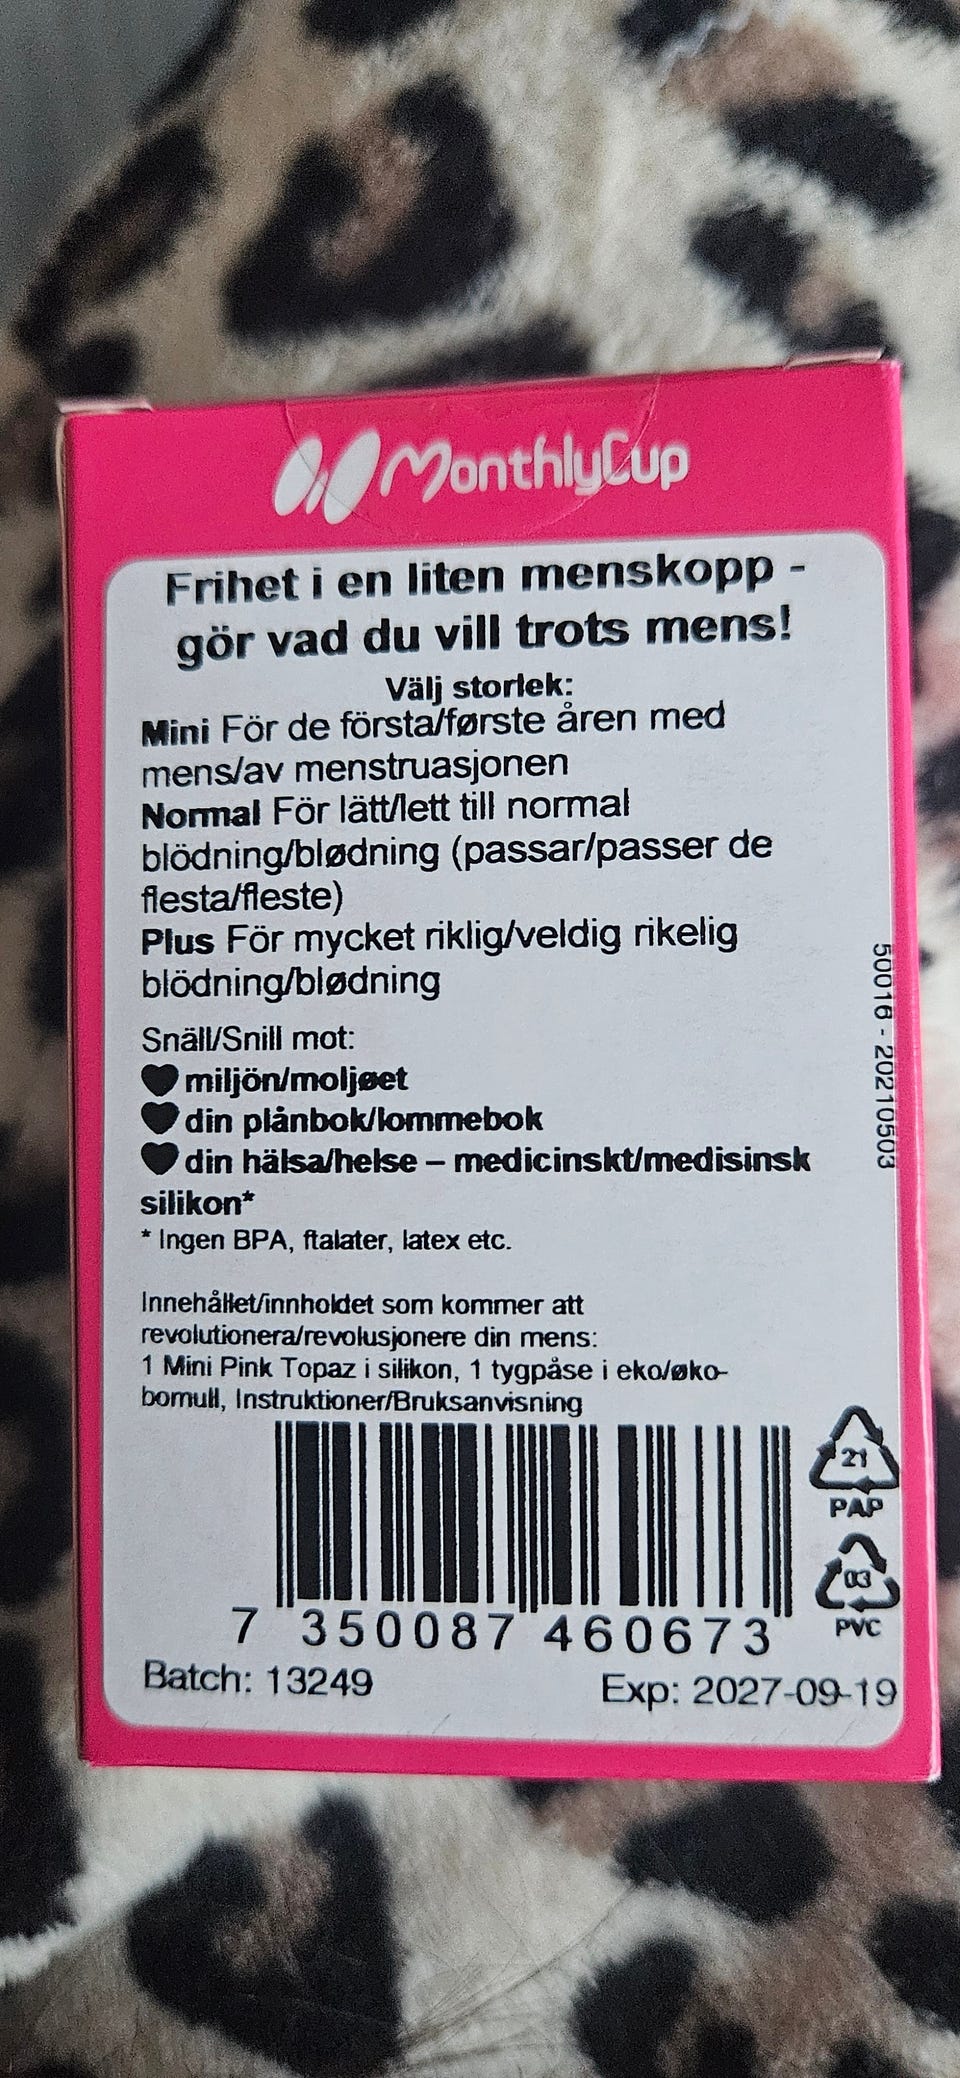 MonthlyCup
Frihet i en liten menskopp -
gör vad du vill trots mens!
Välj storlek:
Mini För de första/første åren med
mens/av menstruasjonen
Normal För lätt/lett till normal
blödning/blødning (passar/passer de
flesta/fleste)
Plus För mycket riklig/veldig rikelig
blödning/blødning
Snäll/Snill mot:
♥ miljön/moljøet
♥ din plånbok/lommebok
♥ din hälsa/helse – medicinskt/medisinsk
silikon*
* Ingen BPA, ftalater, latex etc.
Innehållet/innholdet som kommer att
revolutionera/revolusjonere din mens:
1 Mini Pink Topaz i silikon, 1 tygpåse i eko/øko-
bomull, Instruktioner/Bruksanvisning
50016 - 20210503
21
PAP
03
PVC
7 350087 460673
Batch: 13249 Exp: 2027-09-19